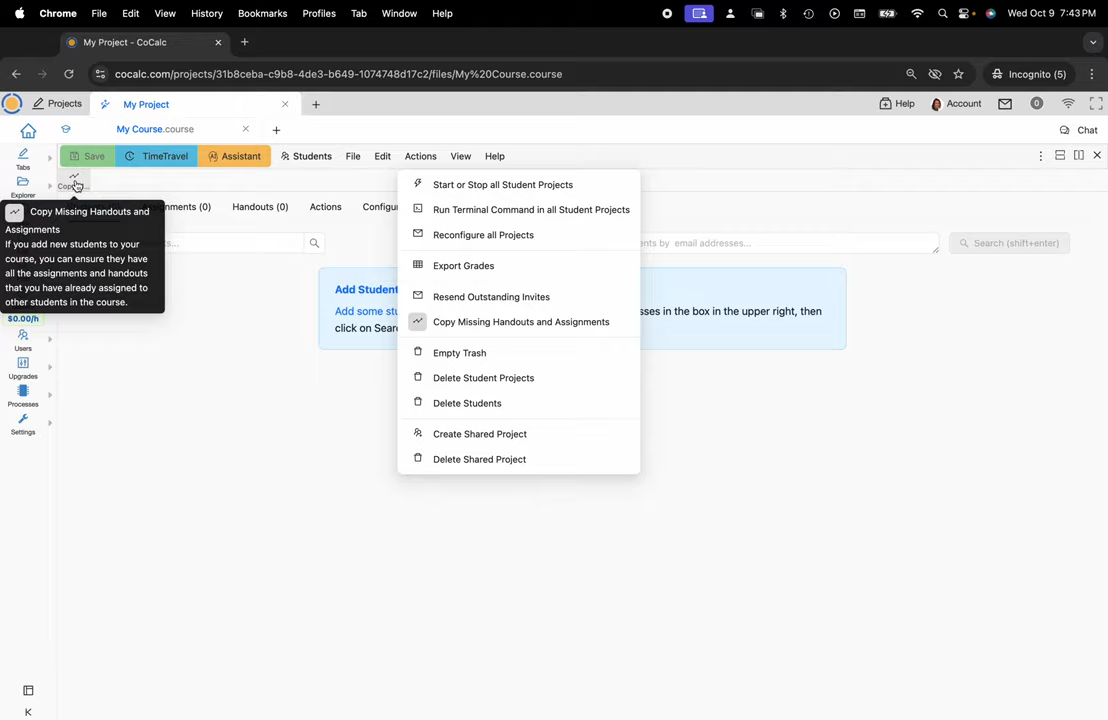 Chrome File Edit View History Bookmarks Profiles Tab Window Help Wed Oct 9 7:43 PM
My Project - CoCalc
cocalc.com/projects/31b8ceba-c9b8-4de3-b649-1074748d17c2/files/My%20Course.course Incognito (5)
Projects My Project Help Account 0
My Course.course Chat
Tabs Save TimeTravel Assistant Students File Edit Actions View Help
Explorer Cop...
Assignments (0) Handouts (0) Actions Configu
Copy Missing Handouts and
Assignments
If you add new students to your
course, you can ensure they have
all the assignments and handouts
that you have already assigned to
other students in the course.
ents by email addresses... Search (shift+enter)
Add Student
Add some stu sses in the box in the upper right, then
click on Sear
Start or Stop all Student Projects
Run Terminal Command in all Student Projects
Reconfigure all Projects
Export Grades
Resend Outstanding Invites
Copy Missing Handouts and Assignments
Empty Trash
Delete Student Projects
Delete Students
Create Shared Project
Delete Shared Project
$0.00/h
Users
Upgrades
Processes
Settings